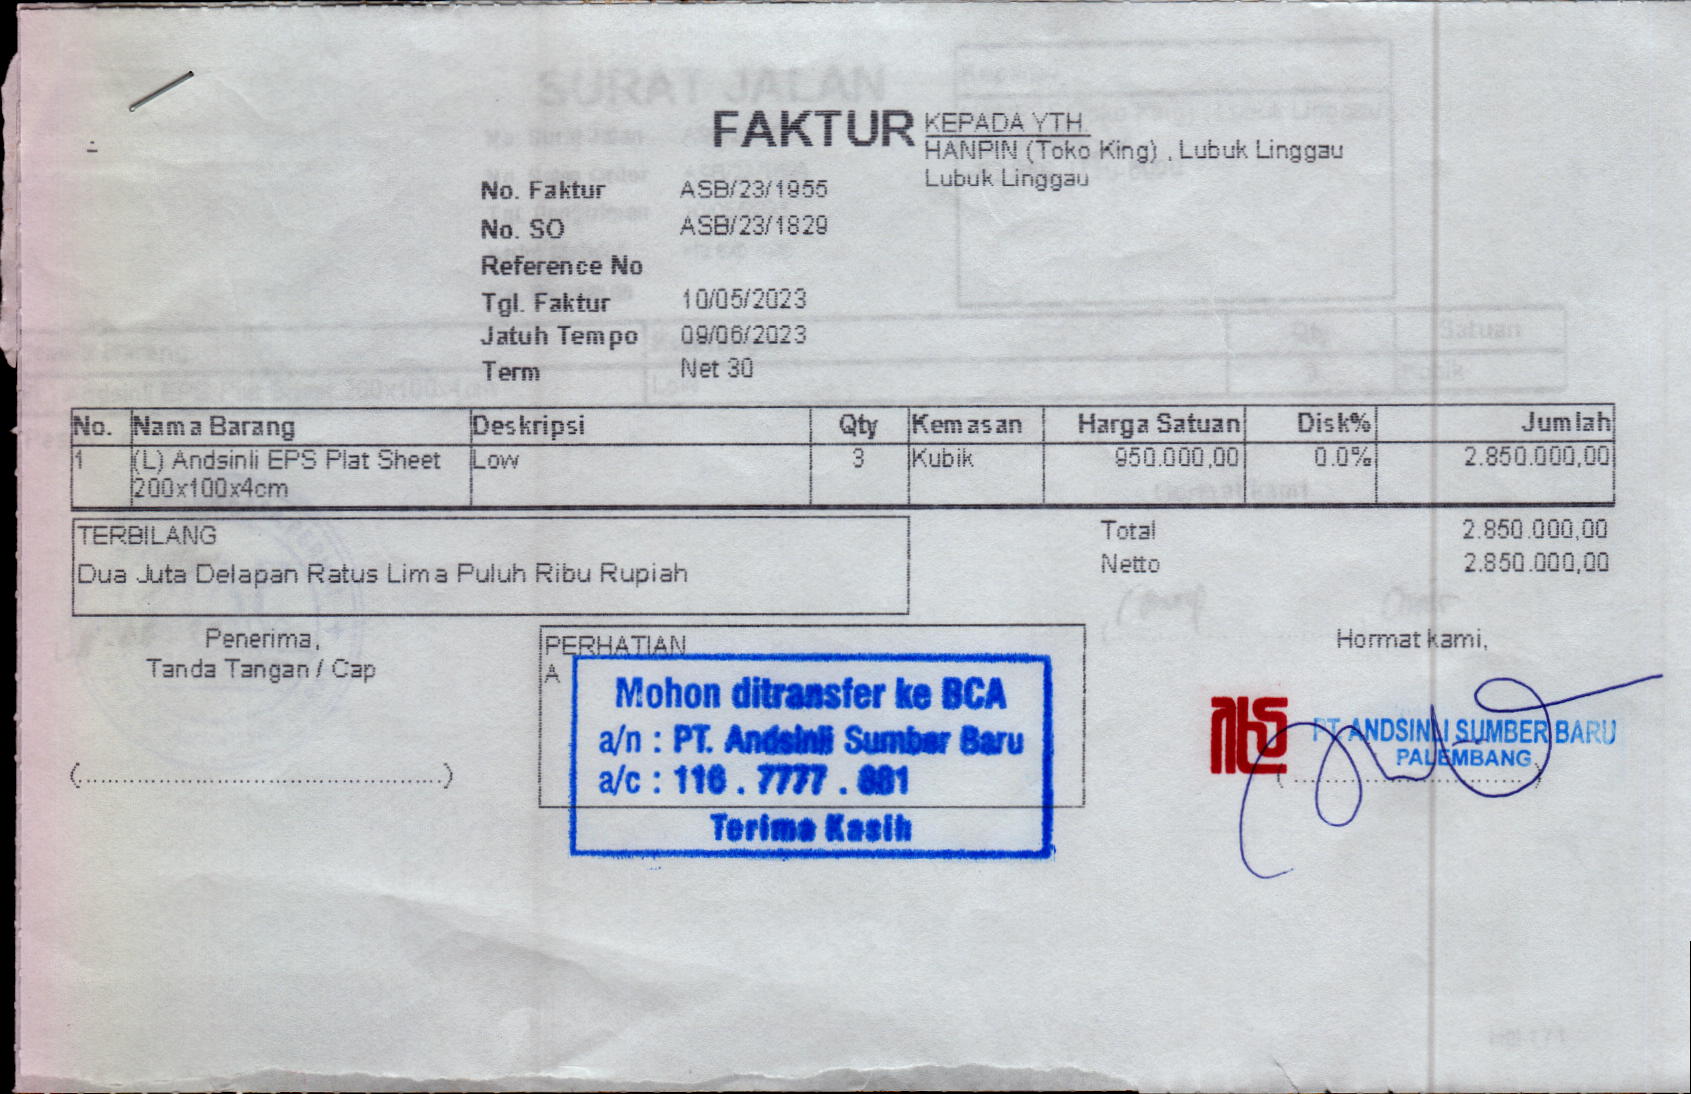 FAKTUR
KEPADA YTH.
HANPIN (Toko King) , Lubuk Linggau
Lubuk Linggau
No. Faktur ASB/23/1955
No. SO ASB/23/1829
Reference No
Tgl. Faktur 10/05/2023
Jatuh Tempo 09/06/2023
Term Net 30
No. Nama Barang Deskripsi Qty Kemasan Harga Satuan Disk% Jumlah
1 (L) Andsinli EPS Plat Sheet Low 3 Kubik 950.000,00 0.0% 2.850.000,00
200x100x4cm
TERBILANG
Dua Juta Delapan Ratus Lima Puluh Ribu Rupiah
Total 2.850.000,00
Netto 2.850.000,00
Penerima,
Tanda Tangan / Cap
(..............................................)
PERHATIAN
A
Mohon ditransfer ke BCA
a/n : PT. Andsinli Sumber Baru
a/c : 116 . 7777 .
Terima Kasih
Hormat kami,
PT. ANDSINLI SUMBER BARU
PALEMBANG
SURAT JALAN
Satuan